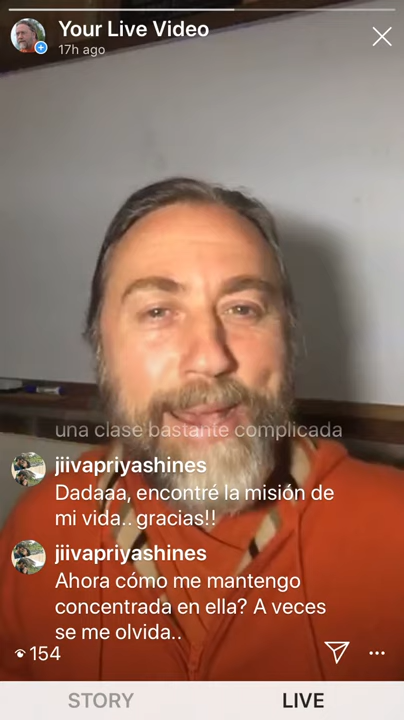 Your Live Video
17h ago
una clase bastante complicada
jiivapriyashines
Dadaaa, encontré la misión de
mi vida.. gracias!!
jiivapriyashines
Ahora cómo me mantengo
concentrada en ella? A veces
se me olvida..
154
STORY
LIVE